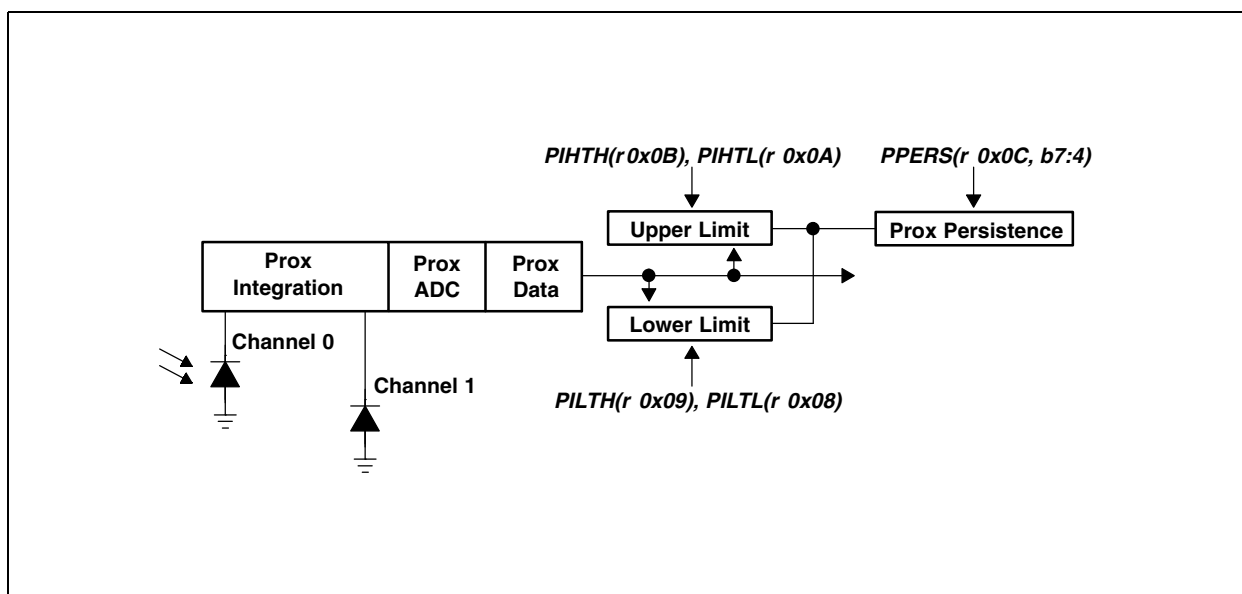 PIHTH(r 0x0B), PIHTL(r 0x0A)
PPERS(r 0x0C, b7:4)
Upper Limit
Prox Persistence
Prox
Integration
Prox
ADC
Prox
Data
Lower Limit
Channel 0
Channel 1
PILTH(r 0x09), PILTL(r 0x08)